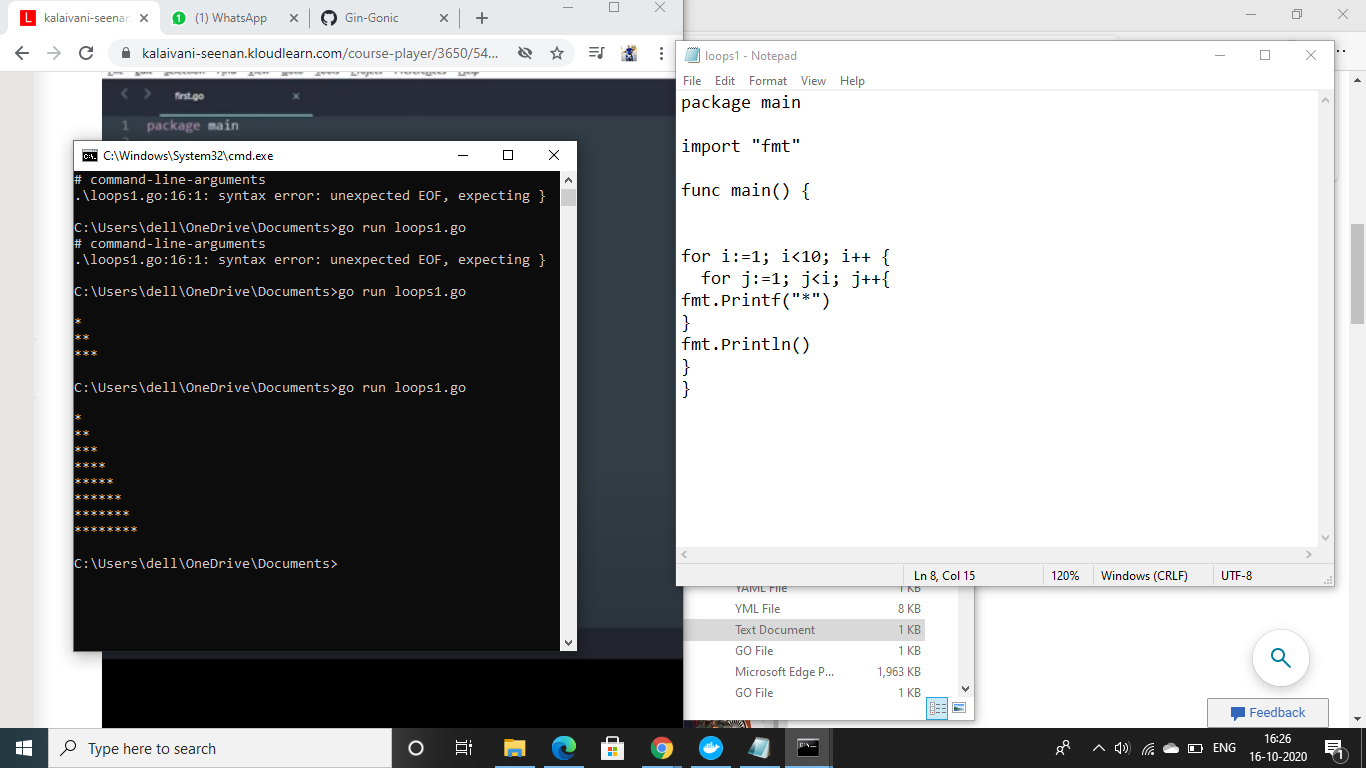 kalaivani-seenan
(1) WhatsApp
Gin-Gonic
kalaivani-seenan.kloudlearn.com/course-player/3650/54...
first.go
1 package main
C:\Windows\System32\cmd.exe
# command-line-arguments
.\loops1.go:16:1: syntax error: unexpected EOF, expecting }
C:\Users\dell\OneDrive\Documents>go run loops1.go
# command-line-arguments
.\loops1.go:16:1: syntax error: unexpected EOF, expecting }
C:\Users\dell\OneDrive\Documents>go run loops1.go
*
**
***
C:\Users\dell\OneDrive\Documents>go run loops1.go
*
**
***
****
*****
******
*******
********
C:\Users\dell\OneDrive\Documents>
loops1 - Notepad
File Edit Format View Help
package main
import "fmt"
func main() {
for i:=1; i<10; i++ {
for j:=1; j<i; j++{
fmt.Printf("*")
}
fmt.Println()
}
}
Ln 8, Col 15 120% Windows (CRLF) UTF-8
YAML File 1 KB
YML File 8 KB
Text Document 1 KB
GO File 1 KB
Microsoft Edge P... 1,963 KB
GO File 1 KB
Feedback
Type here to search
ENG
16:26
16-10-2020
1